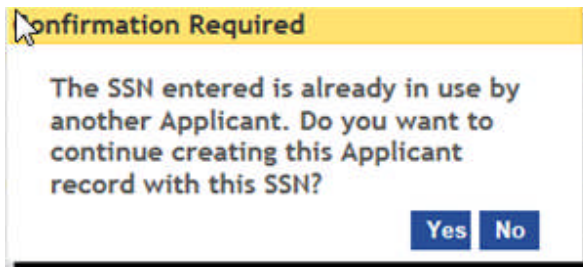 onfirmation Required
The SSN entered is already in use by
another Applicant. Do you want to
continue creating this Applicant
record with this SSN?
Yes No